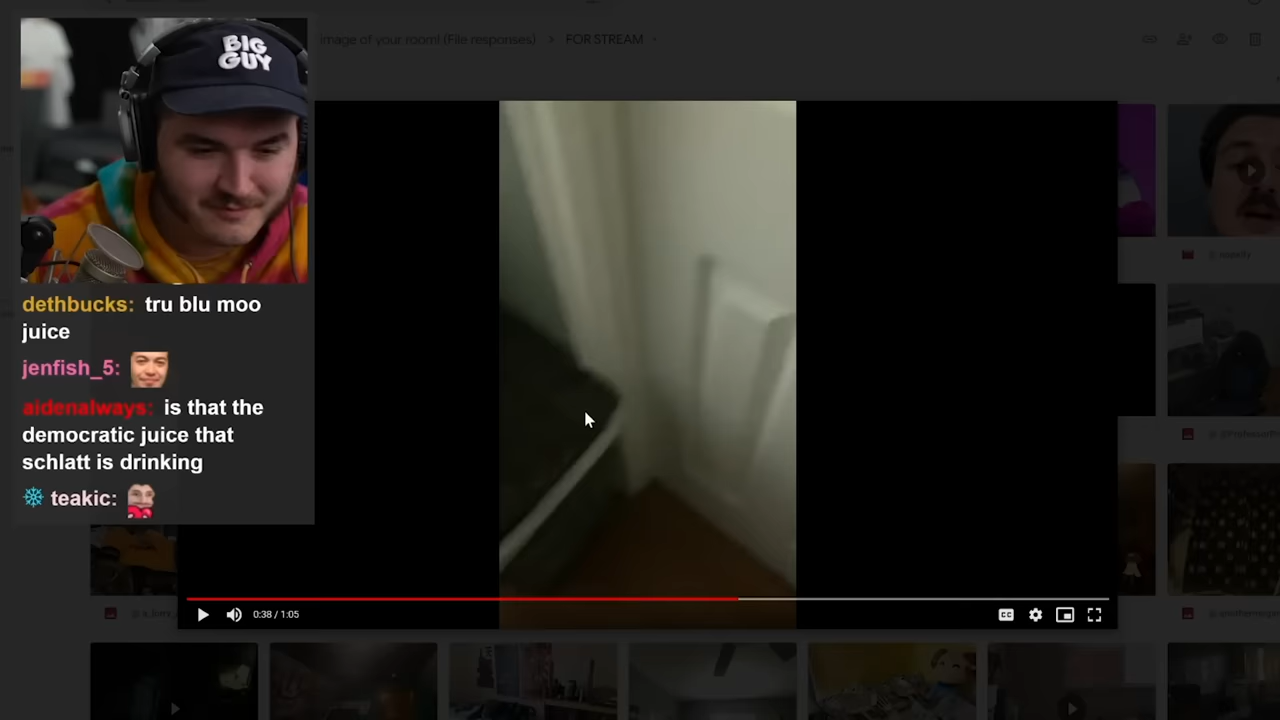 image of your room! (File responses) > FOR STREAM
BIG
GUY
dethbucks: tru blu moo
juice
jenfish_5:
aidenalways: is that the
democratic juice that
schlatt is drinking
teakic:
0:38 / 1:05
CC